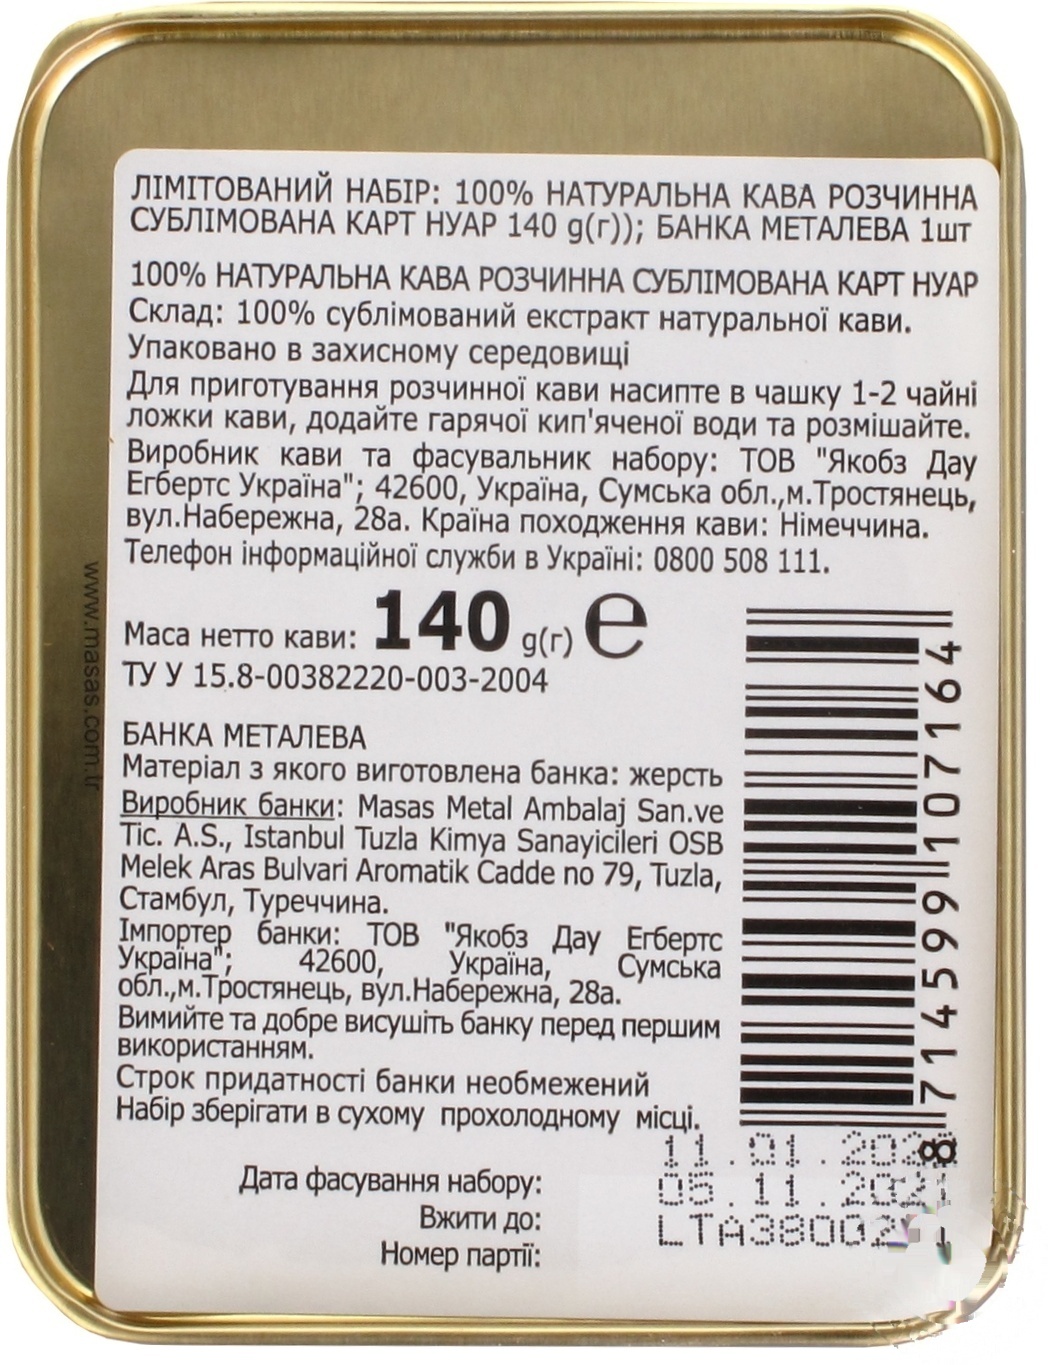 ЛІМІТОВАНИЙ НАБІР: 100% НАТУРАЛЬНА КАВА РОЗЧИННА
СУБЛІМОВАНА КАРТ НУАР 140 g(г)); БАНКА МЕТАЛЕВА 1шт
100% НАТУРАЛЬНА КАВА РОЗЧИННА СУБЛІМОВАНА КАРТ НУАР
Склад: 100% сублімований екстракт натуральної кави.
Упаковано в захисному середовищі
Для приготування розчинної кави насипте в чашку 1-2 чайні
ложки кави, додайте гарячої кип'яченої води та розмішайте.
Виробник кави та фасувальник набору: ТОВ "Якобз Дау
Егбертс Україна"; 42600, Україна, Сумська обл.,м.Тростянець,
вул.Набережна, 28а. Країна походження кави: Німеччина.
Телефон інформаційної служби в Україні: 0800 508 111.
Маса нетто кави: 140 g(г) e
ТУ У 15.8-00382220-003-2004
БАНКА МЕТАЛЕВА
Матеріал з якого виготовлена банка: жерсть
Виробник банки: Masas Metal Ambalaj San.ve
Tic. A.S., Istanbul Tuzla Kimya Sanayicileri OSB
Melek Aras Bulvari Aromatik Cadde no 79, Tuzla,
Стамбул, Туреччина.
Імпортер банки: ТОВ "Якобз Дау Егбертс
Україна"; 42600, Україна, Сумська
обл.,м.Тростянець, вул.Набережна, 28а.
Вимийте та добре висушіть банку перед першим
використанням.
Строк придатності банки необмежений
Набір зберігати в сухому прохолодному місці.
Дата фасування набору:
Вжити до:
Номер партії:
11.01.
05.11.2021
8714599107164
www.masas.com.tr